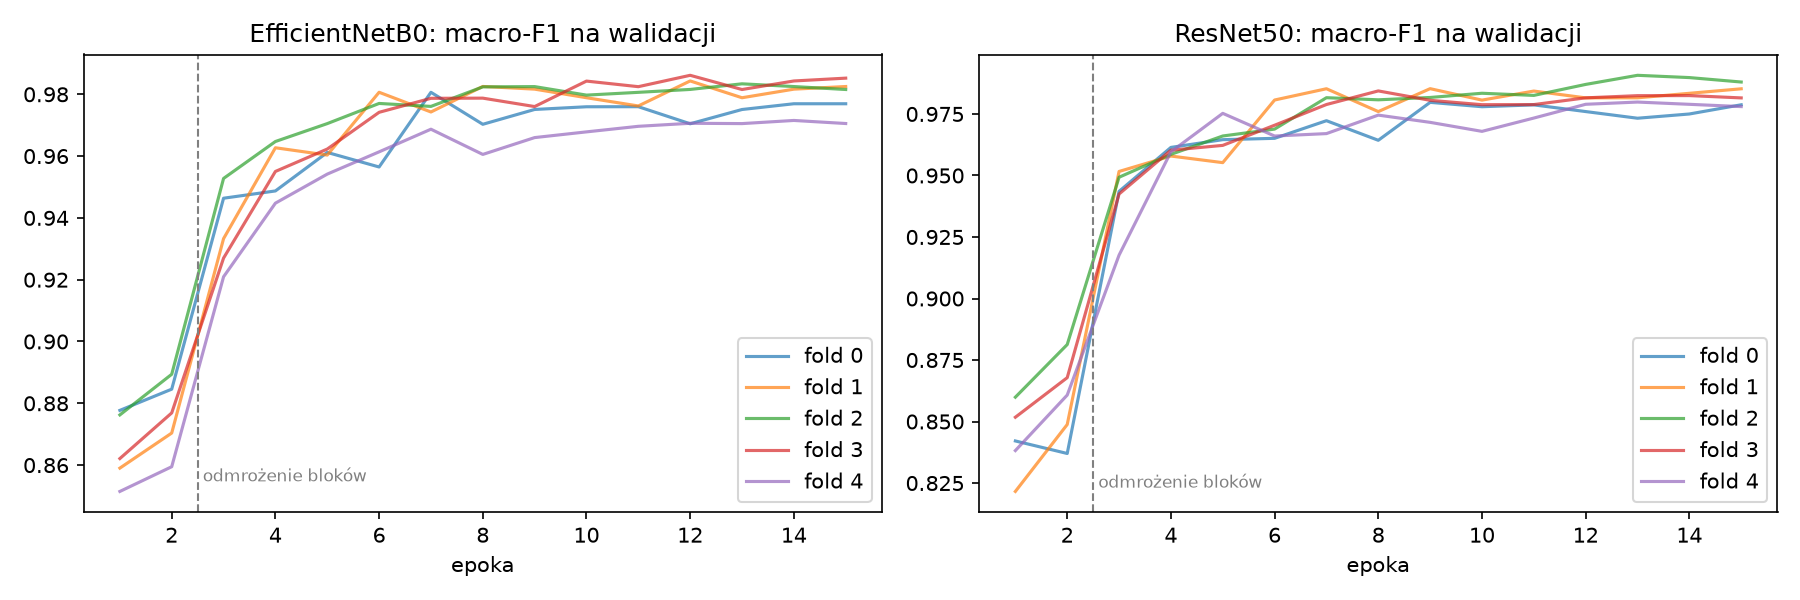 EfficientNetB0: macro-F1 na walidacji
0.98
0.96
0.94
0.92
0.90
0.88
0.86
odmrożenie bloków
fold 0
fold 1
fold 2
fold 3
fold 4
2 4 6 8 10 12 14
epoka
ResNet50: macro-F1 na walidacji
0.975
0.950
0.925
0.900
0.875
0.850
0.825
odmrożenie bloków
fold 0
fold 1
fold 2
fold 3
fold 4
2 4 6 8 10 12 14
epoka